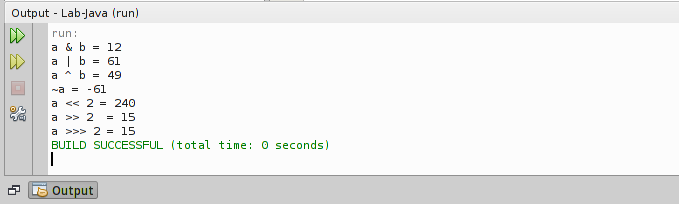 Output - Lab-Java (run)
run:
a & b = 12
a | b = 61
a ^ b = 49
~a = -61
a << 2 = 240
a >> 2  = 15
a >>> 2 = 15
BUILD SUCCESSFUL (total time: 0 seconds)
Output